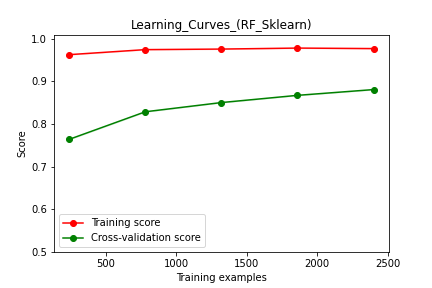 Learning_Curves_(RF_Sklearn)
1.0
0.9
0.8
0.7
0.6
0.5
Score
Training score
Cross-validation score
500
1000
1500
2000
2500
Training examples